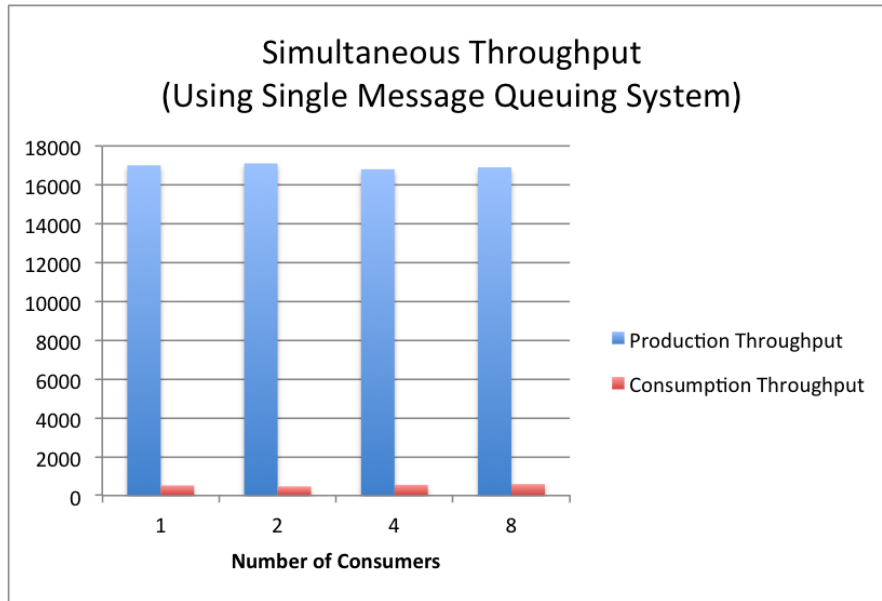 Simultaneous Throughput
(Using Single Message Queuing System)
18000
16000
14000
12000
10000
8000
6000
4000
2000
0
1 2 4 8
Number of Consumers
Production Throughput
Consumption Throughput